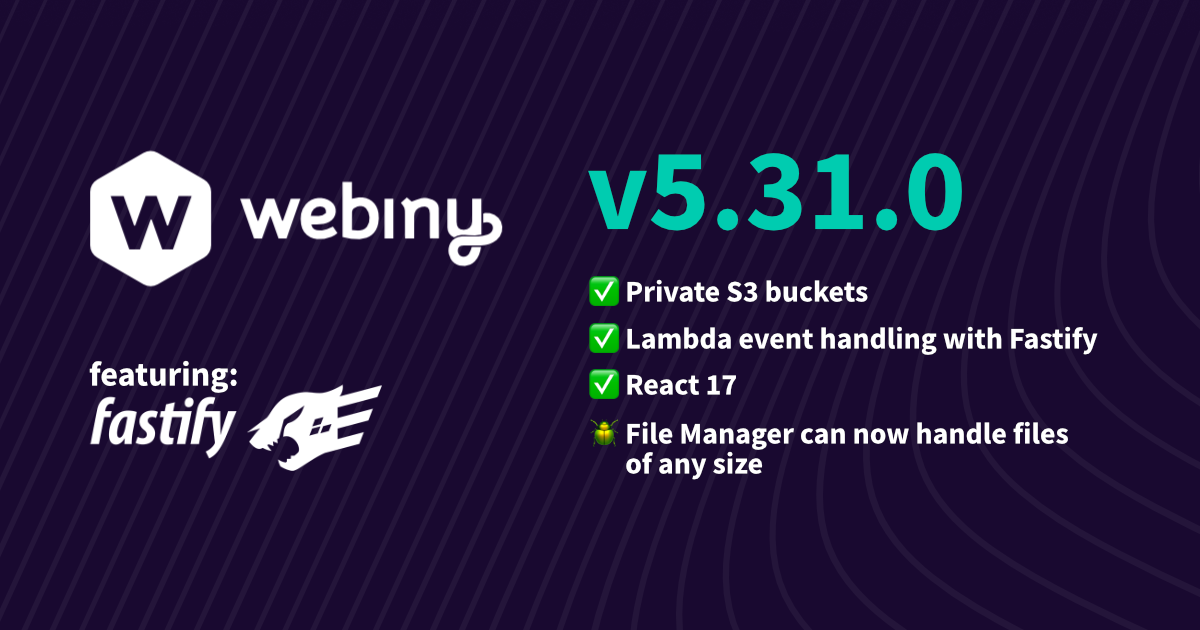 W webiny
featuring:
fastify
v5.31.0
✅ Private S3 buckets
✅ Lambda event handling with Fastify
✅ React 17
🪲 File Manager can now handle files
of any size